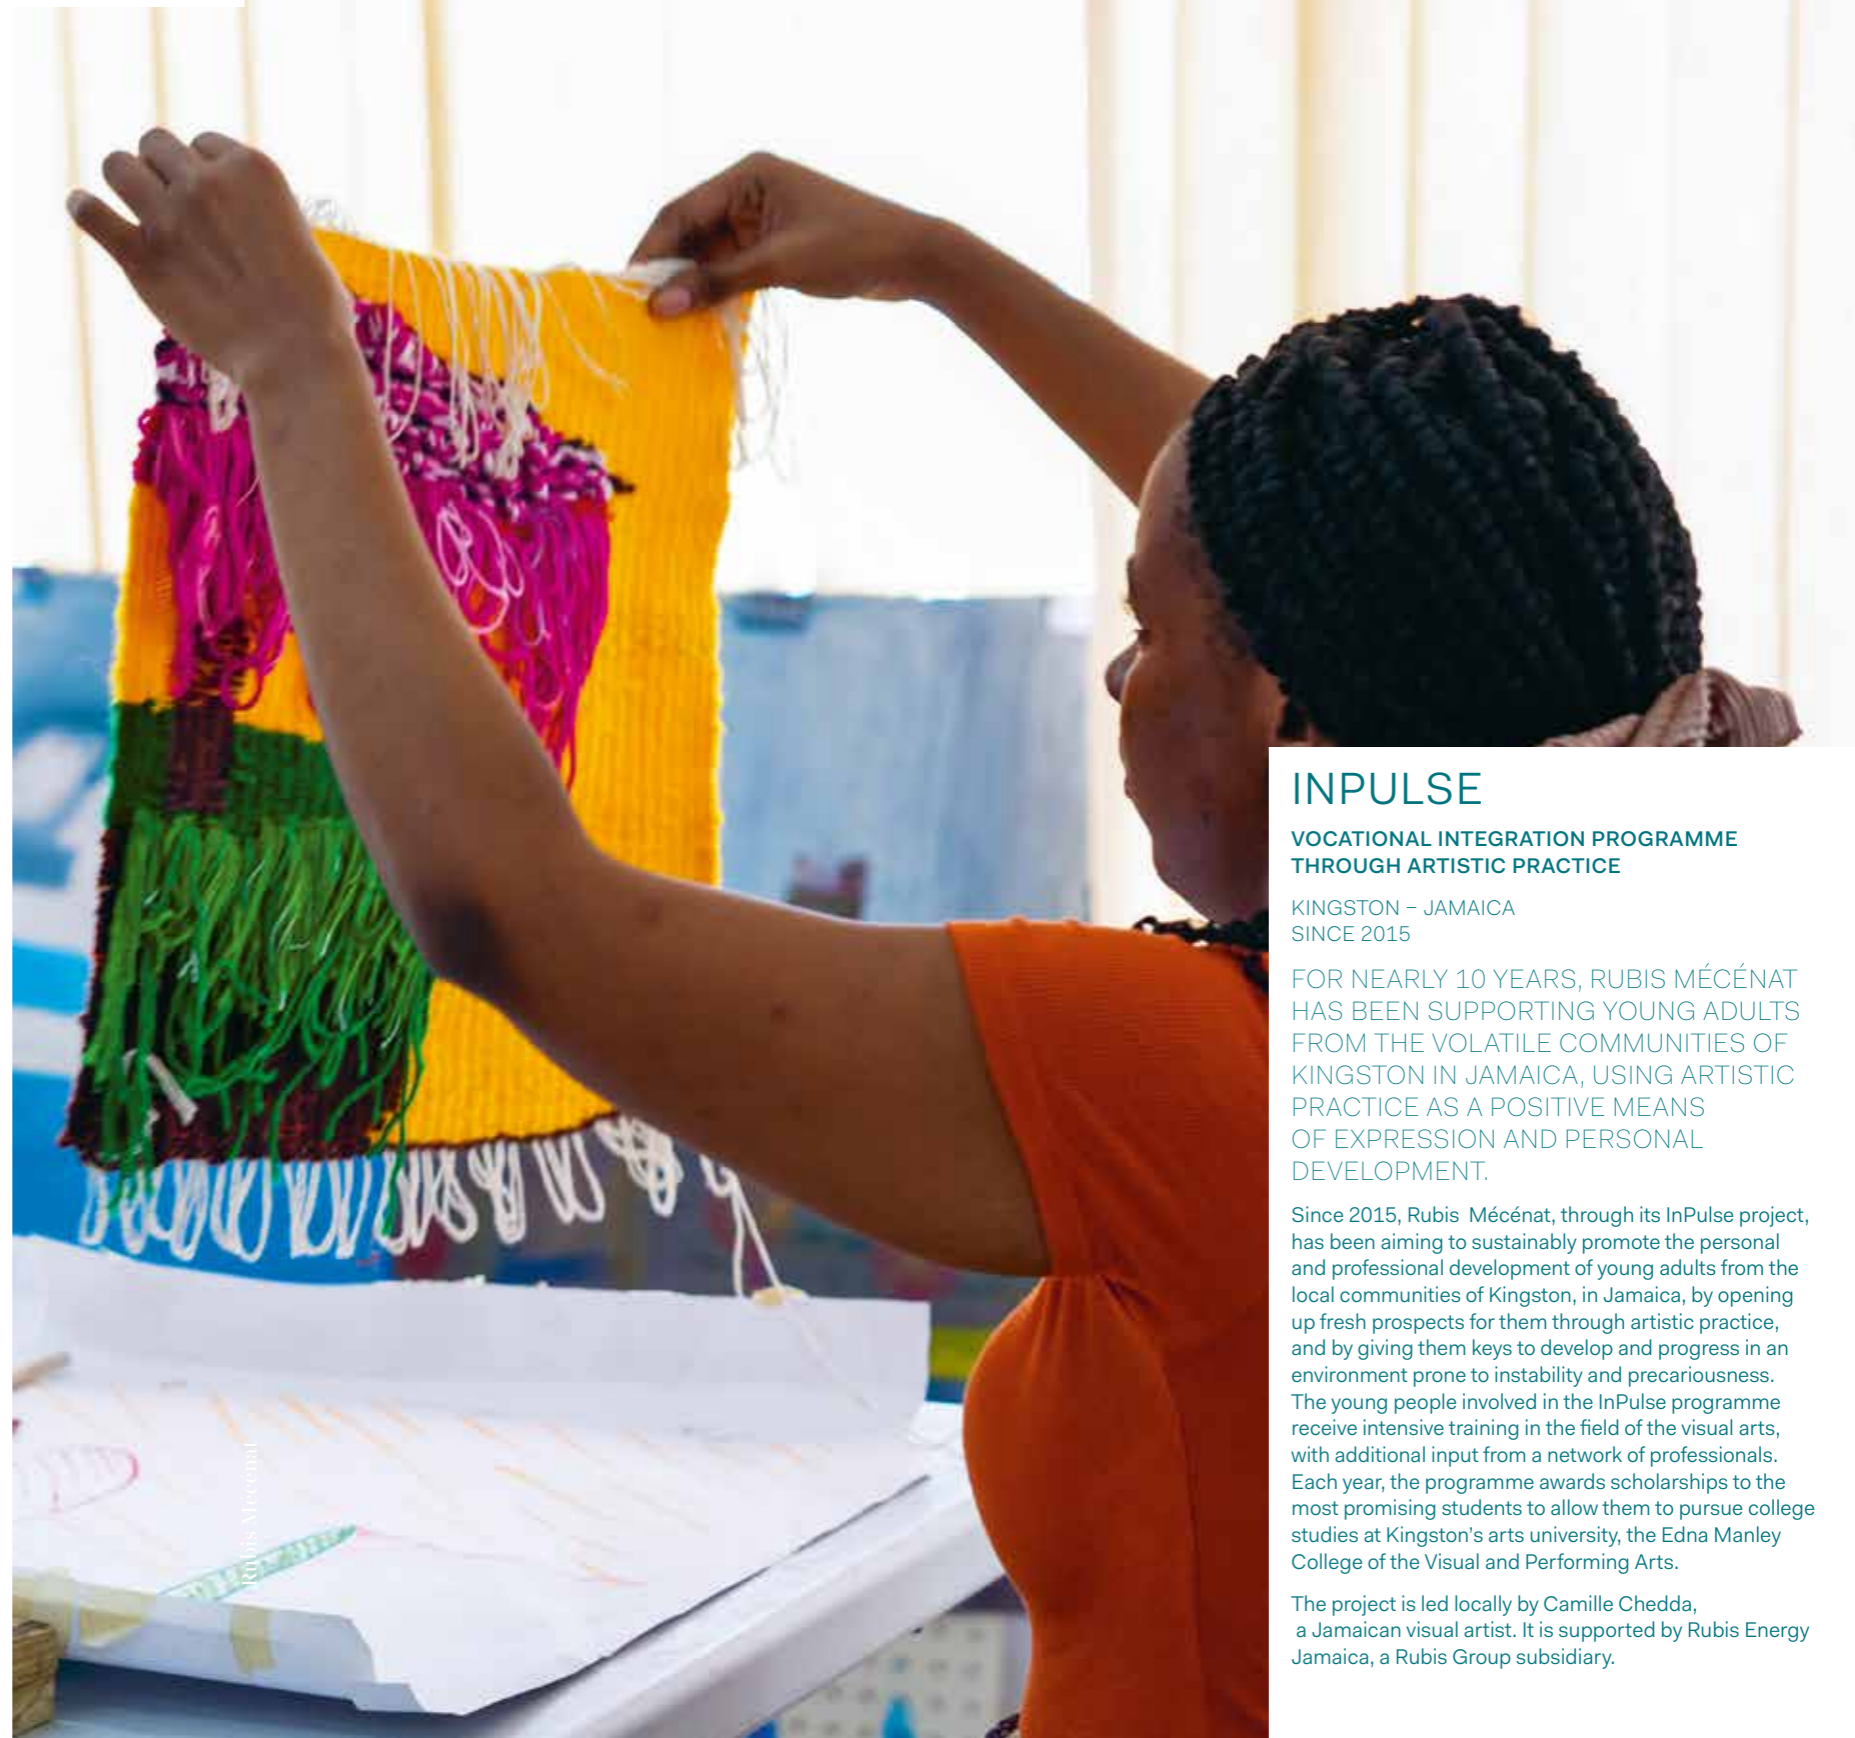 INPULSE
VOCATIONAL INTEGRATION PROGRAMME
THROUGH ARTISTIC PRACTICE
KINGSTON – JAMAICA
SINCE 2015
FOR NEARLY 10 YEARS, RUBIS MÉCÉNAT
HAS BEEN SUPPORTING YOUNG ADULTS
FROM THE VOLATILE COMMUNITIES OF
KINGSTON IN JAMAICA, USING ARTISTIC
PRACTICE AS A POSITIVE MEANS
OF EXPRESSION AND PERSONAL
DEVELOPMENT.
Since 2015, Rubis Mécénat, through its InPulse project,
has been aiming to sustainably promote the personal
and professional development of young adults from the
local communities of Kingston, in Jamaica, by opening
up fresh prospects for them through artistic practice,
and by giving them keys to develop and progress in an
environment prone to instability and precariousness.
The young people involved in the InPulse programme
receive intensive training in the field of the visual arts,
with additional input from a network of professionals.
Each year, the programme awards scholarships to the
most promising students to allow them to pursue college
studies at Kingston's arts university, the Edna Manley
College of the Visual and Performing Arts.
The project is led locally by Camille Chedda,
a Jamaican visual artist. It is supported by Rubis Energy
Jamaica, a Rubis Group subsidiary.
Rubis Mécénat